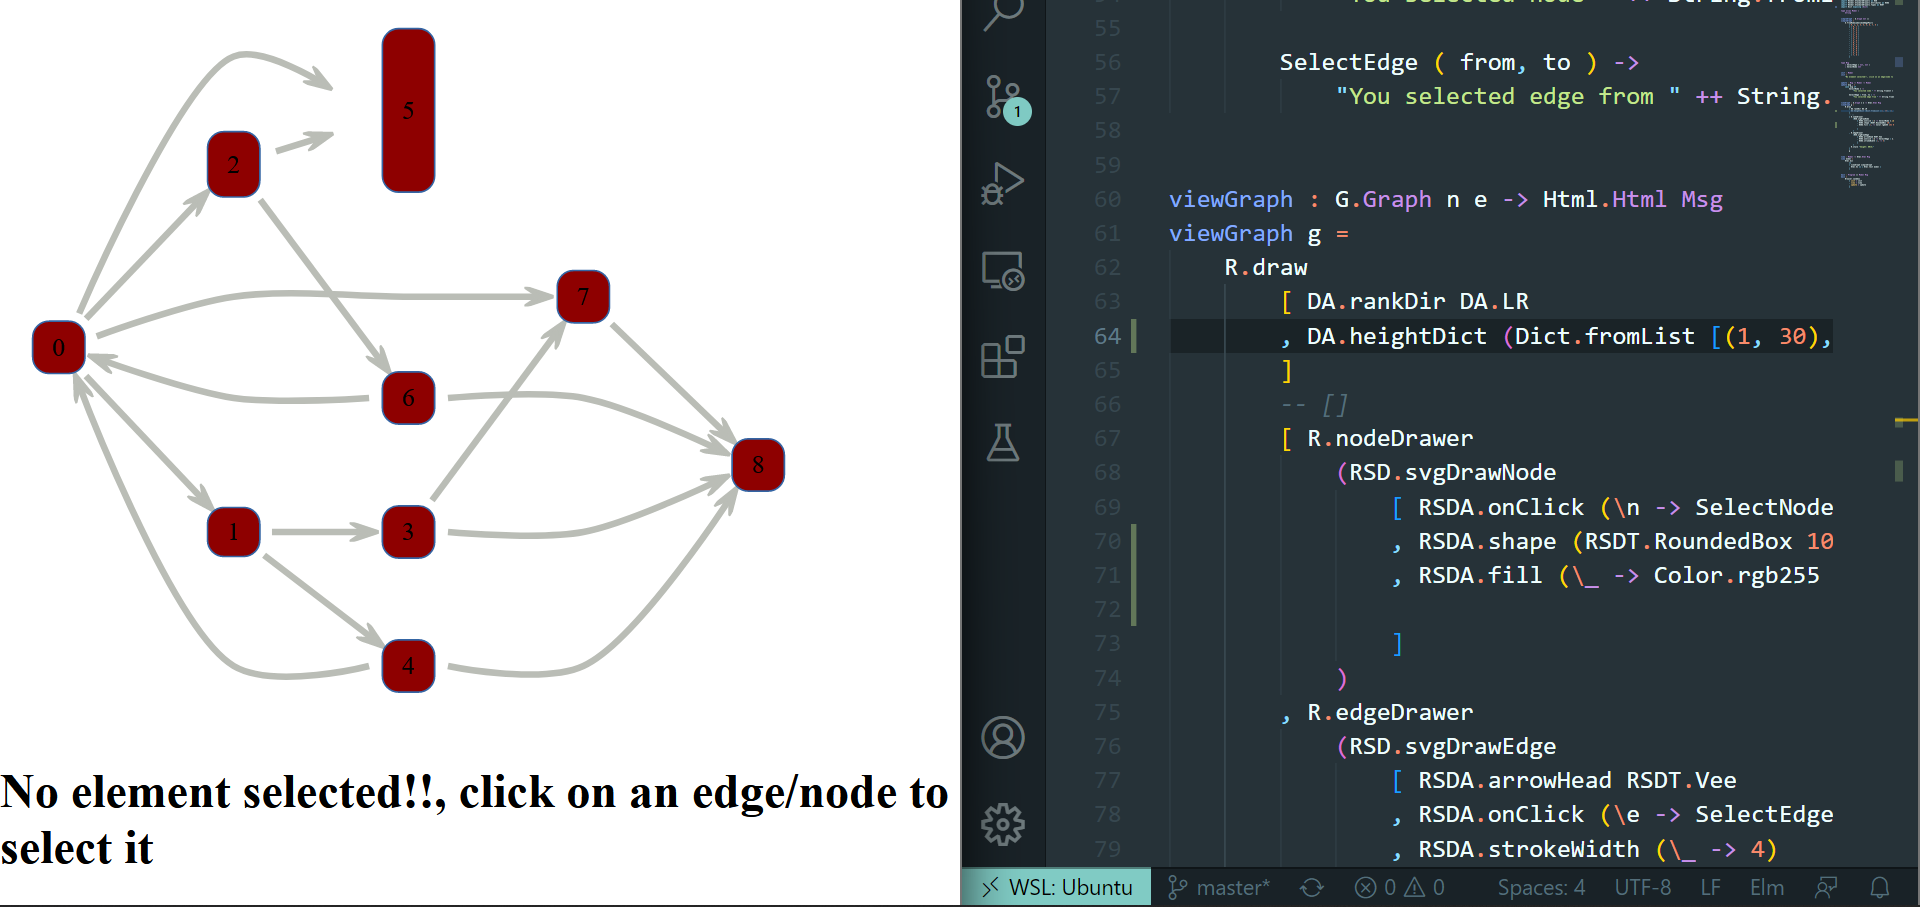 5
2
7
0
6
8
1
3
4
No element selected!!, click on an edge/node to
select it
1
55
56 SelectEdge ( from, to ) ->
57 "You selected edge from " ++ String.
58
59
60 viewGraph : G.Graph n e -> Html.Html Msg
61 viewGraph g =
62 R.draw
63 [ DA.rankDir DA.LR
64 , DA.heightDict (Dict.fromList [(1, 30),
65 ]
66 -- []
67 [ R.nodeDrawer
68 (RSD.svgDrawNode
69 [ RSDA.onClick (\n -> SelectNode
70 , RSDA.shape (RSDT.RoundedBox 10
71 , RSDA.fill (\_ -> Color.rgb255
72
73 ]
74 )
75 , R.edgeDrawer
76 (RSD.svgDrawEdge
77 [ RSDA.arrowHead RSDT.Vee
78 , RSDA.onClick (\e -> SelectEdge
79 , RSDA.strokeWidth (\_ -> 4)
WSL: Ubuntu master* 0 0 Spaces: 4 UTF-8 LF Elm